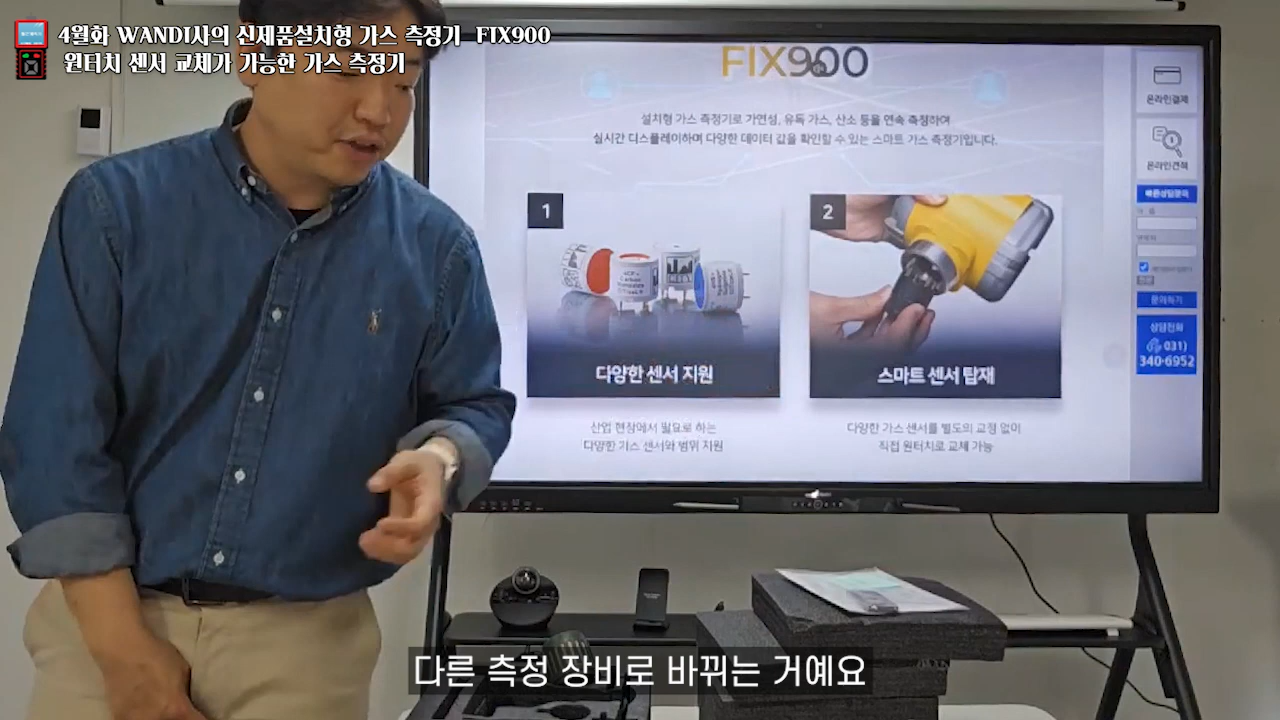 4월화 WANDI사의 신제품설치형 가스 측정기 FIX900
원터치 센서 교체가 가능한 가스 측정기
FIX900
설치형 가스 측정기로 가연성, 유독 가스, 산소 등을 연속 측정하여
실시간 디스플레이하며 다양한 데이터 값을 확인할 수 있는 스마트 가스 측정기입니다.
1
다양한 센서 지원
산업 현장에서 필요로 하는
다양한 가스 센서와 범위 지원
2
스마트 센서 탑재
다양한 가스 센서를 별도의 교정 없이
직접 원터치로 교체 가능
온라인결제
온라인견적
빠른상담문의
문의하기
상담전화
031)
340-6952
다른 측정 장비로 바뀌는 거예요